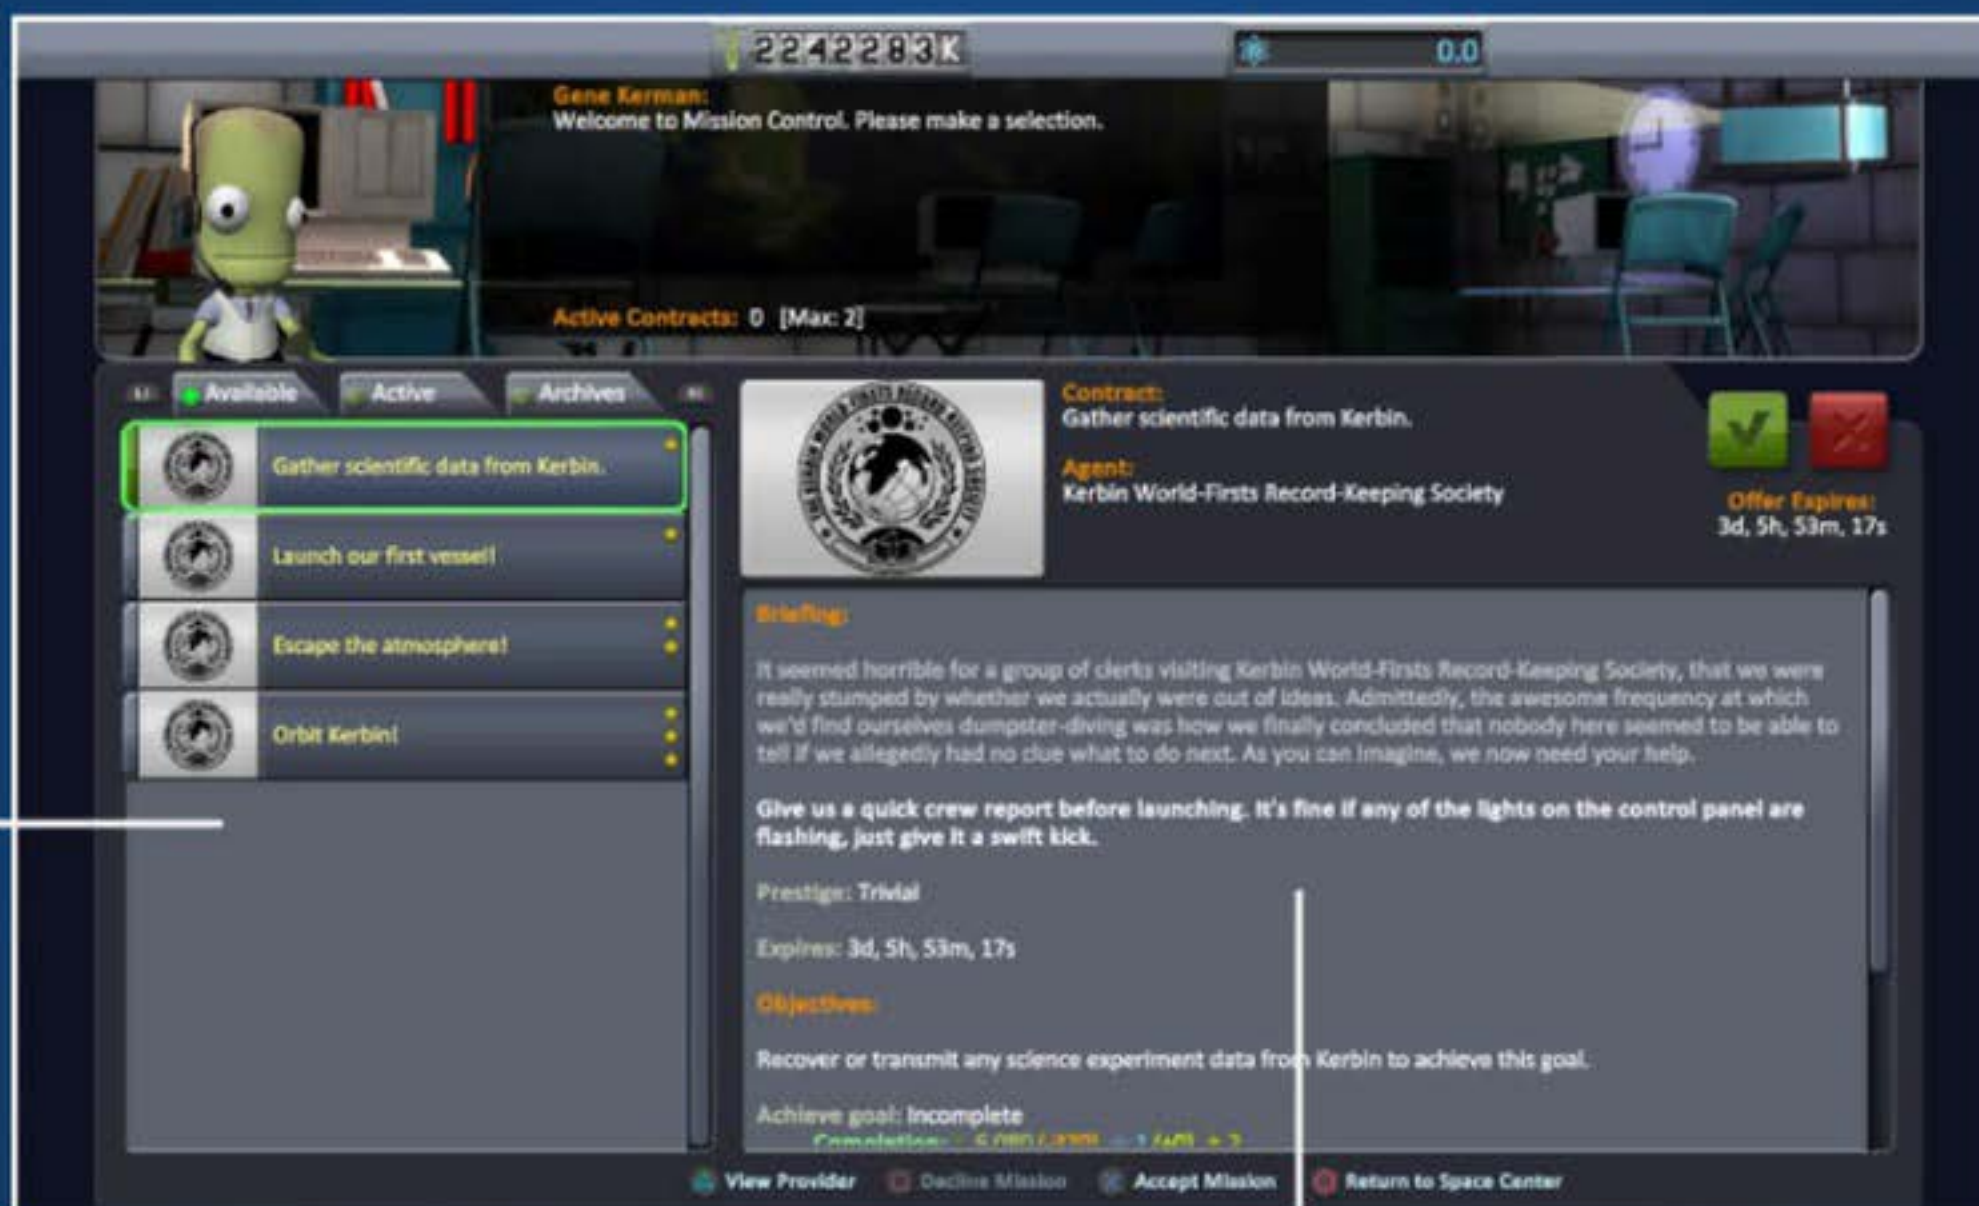 2242283K
0.0
Gene Kerman:
Welcome to Mission Control. Please make a selection.
Active Contracts: 0 [Max: 2]
Available
Active
Archives
Gather scientific data from Kerbin.
Launch our first vessel!
Escape the atmosphere!
Orbit Kerbin!
Contract:
Gather scientific data from Kerbin.
Agent:
Kerbin World-Firsts Record-Keeping Society
Offer Expires:
3d, 5h, 53m, 17s
Briefing:
It seemed horrible for a group of clerks visiting Kerbin World-Firsts Record-Keeping Society, that we were
really stumped by whether we actually were out of ideas. Admittedly, the awesome frequency at which
we'd find ourselves dumpster-diving was how we finally concluded that nobody here seemed to be able to
tell if we allegedly had no clue what to do next. As you can imagine, we now need your help.
Give us a quick crew report before launching. It's fine if any of the lights on the control panel are
flashing, just give it a swift kick.
Prestige: Trivial
Expires: 3d, 5h, 53m, 17s
Objectives:
Recover or transmit any science experiment data from Kerbin to achieve this goal.
Achieve goal: Incomplete
Completion:
View Provider
Decline Mission
Accept Mission
Return to Space Center